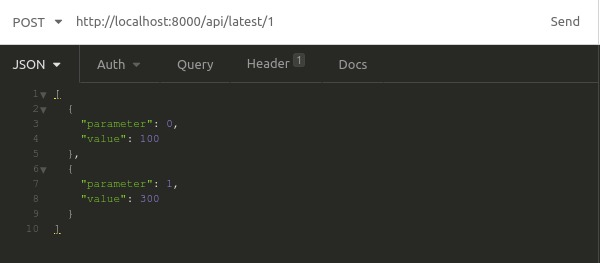 POST http://localhost:8000/api/latest/1 Send
JSON Auth Query Header 1 Docs
1 [
2 {
3 "parameter": 0,
4 "value": 100
5 },
6 {
7 "parameter": 1,
8 "value": 300
9 }
10 ]